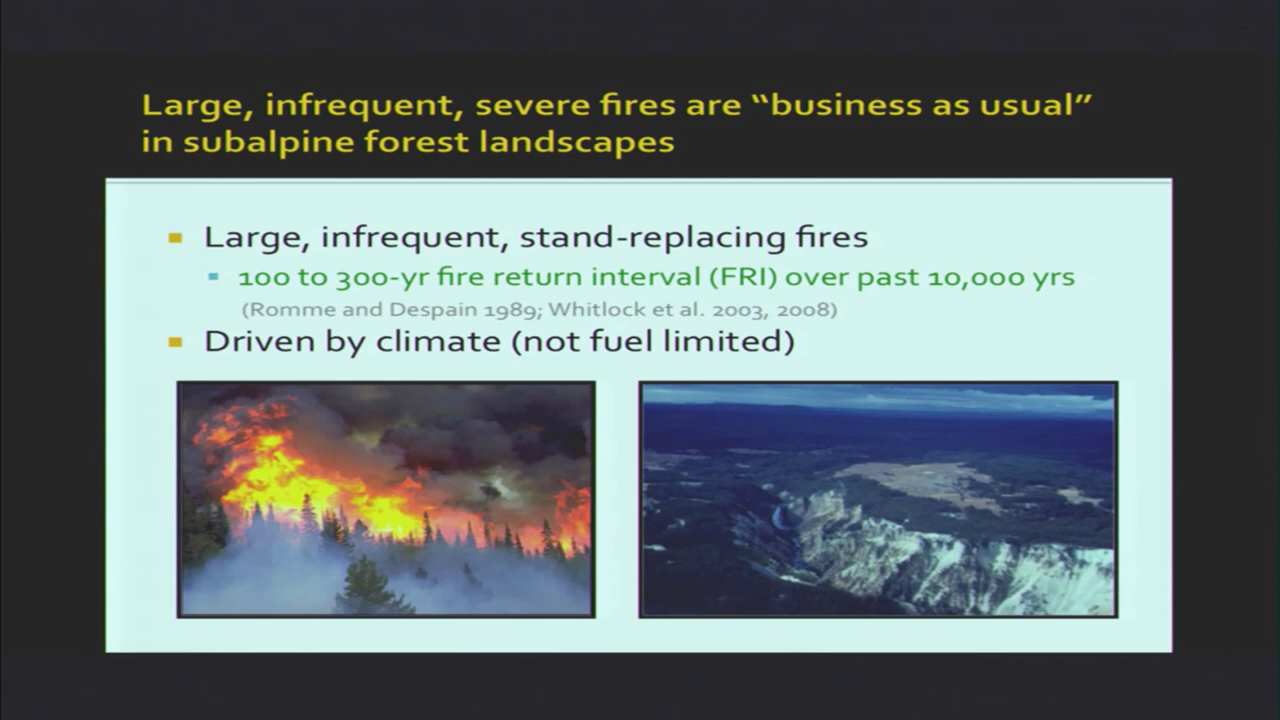 Large, infrequent, severe fires are “business as usual”
in subalpine forest landscapes
Large, infrequent, stand-replacing fires
100 to 300-yr fire return interval (FRI) over past 10,000 yrs
(Romme and Despain 1989; Whitlock et al. 2003, 2008)
Driven by climate (not fuel limited)